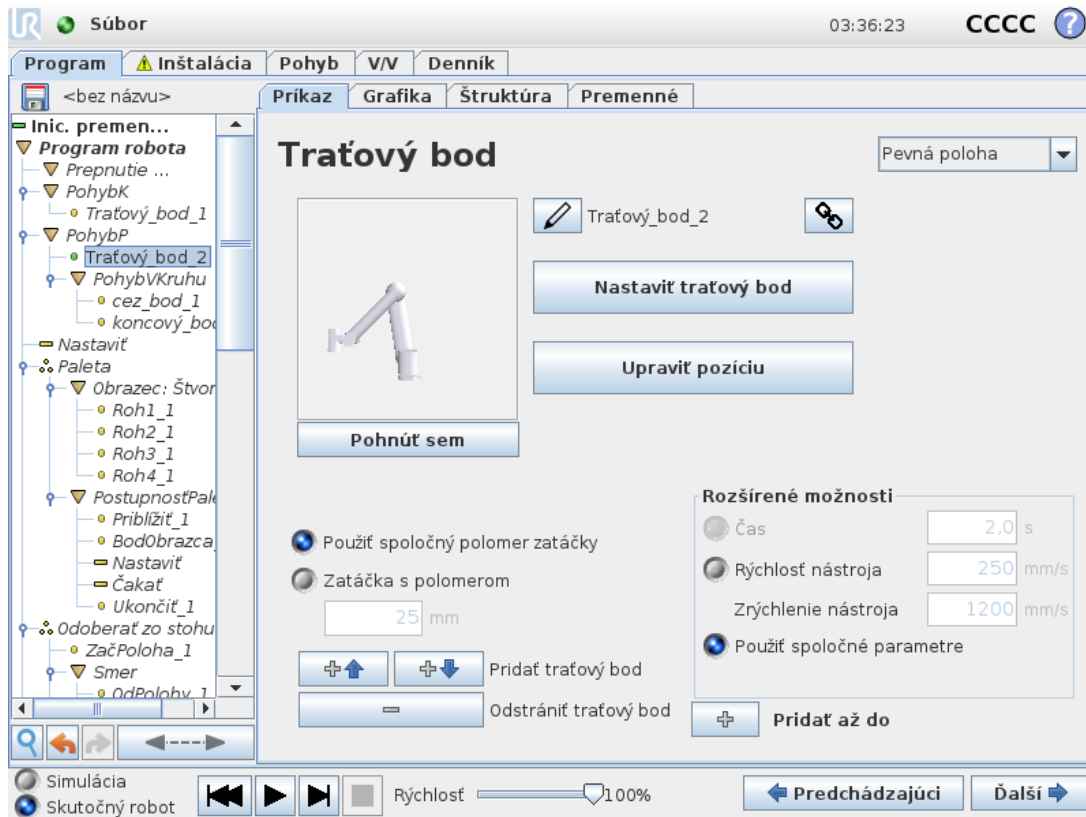 UR Súbor 03:36:23 CCCC ?
Program Inštalácia Pohyb V/V Denník
<bez názvu>
Príkaz Grafika Štruktúra Premenné
Inic. premen...
Program robota
Prepnutie ...
PohybK
Traťový_bod_1
PohybP
Traťový_bod_2
PohybVKruhu
cez_bod_1
koncový_bod
Nastaviť
Paleta
Obrazec: Štvor
Roh1_1
Roh2_1
Roh3_1
Roh4_1
PostupnosťPale
Priblížiť_1
BodObrazca_
Nastaviť
Čakať
Ukončiť_1
Odoberať zo stohu
ZačPoloha_1
Smer
OdPolohy_1
Traťový bod
Pevná poloha
Traťový_bod_2
Nastaviť traťový bod
Upraviť pozíciu
Pohnúť sem
Použiť spoločný polomer zatáčky
Zatáčka s polomerom
25 mm
Pridať traťový bod
Odstrániť traťový bod
Rozšírené možnosti
Čas 2,0 s
Rýchlosť nástroja 250 mm/s
Zrýchlenie nástroja 1200 mm/s
Použiť spoločné parametre
Pridať až do
Simulácia
Skutočný robot
Rýchlosť 100%
Predchádzajúci
Ďalší